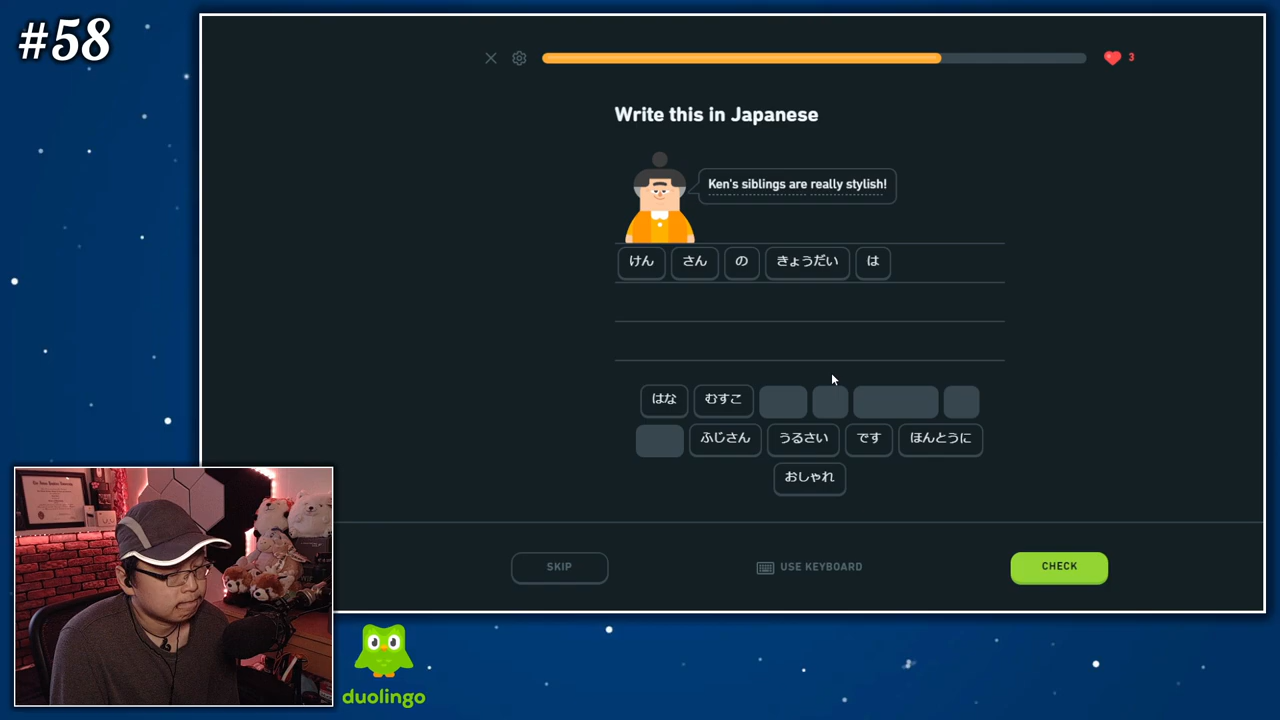 #58
3
Write this in Japanese
Ken's siblings are really stylish!
けん さん の きょうだい は
はな むすこ
ふじさん うるさい です ほんとうに
おしゃれ
SKIP
USE KEYBOARD
CHECK
duolingo